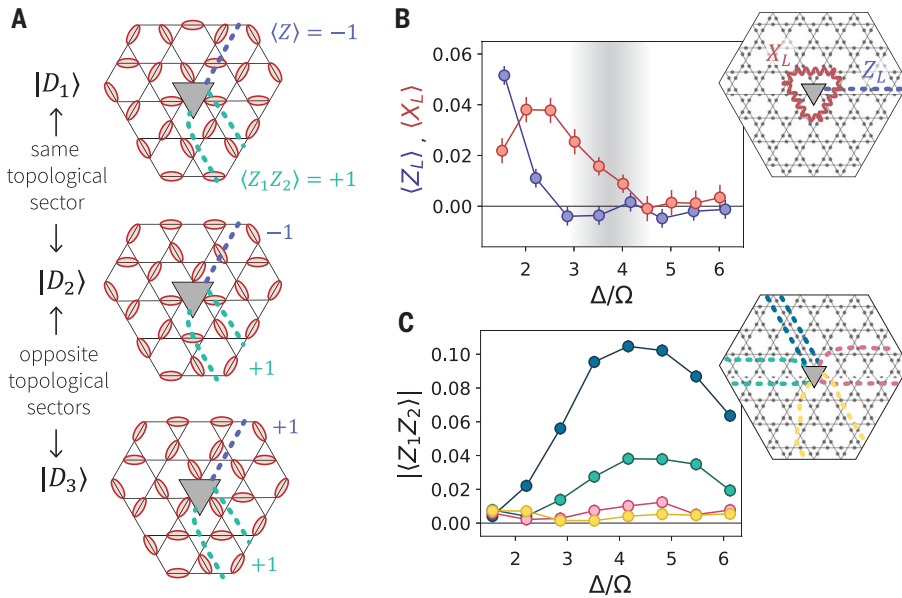 A
⟨Z⟩ = −1
|D₁⟩
same
topological
sector
⟨Z₁Z₂⟩ = +1
−1
|D₂⟩
+1
opposite
topological
sectors
+1
|D₃⟩
+1
B
⟨Z_L⟩ , ⟨X_L⟩
0.06
0.04
0.02
0.00
2
3
4
5
6
Δ/Ω
X_L
Z_L
C
|⟨Z₁Z₂⟩|
0.10
0.08
0.06
0.04
0.02
0.00
2
3
4
5
6
Δ/Ω